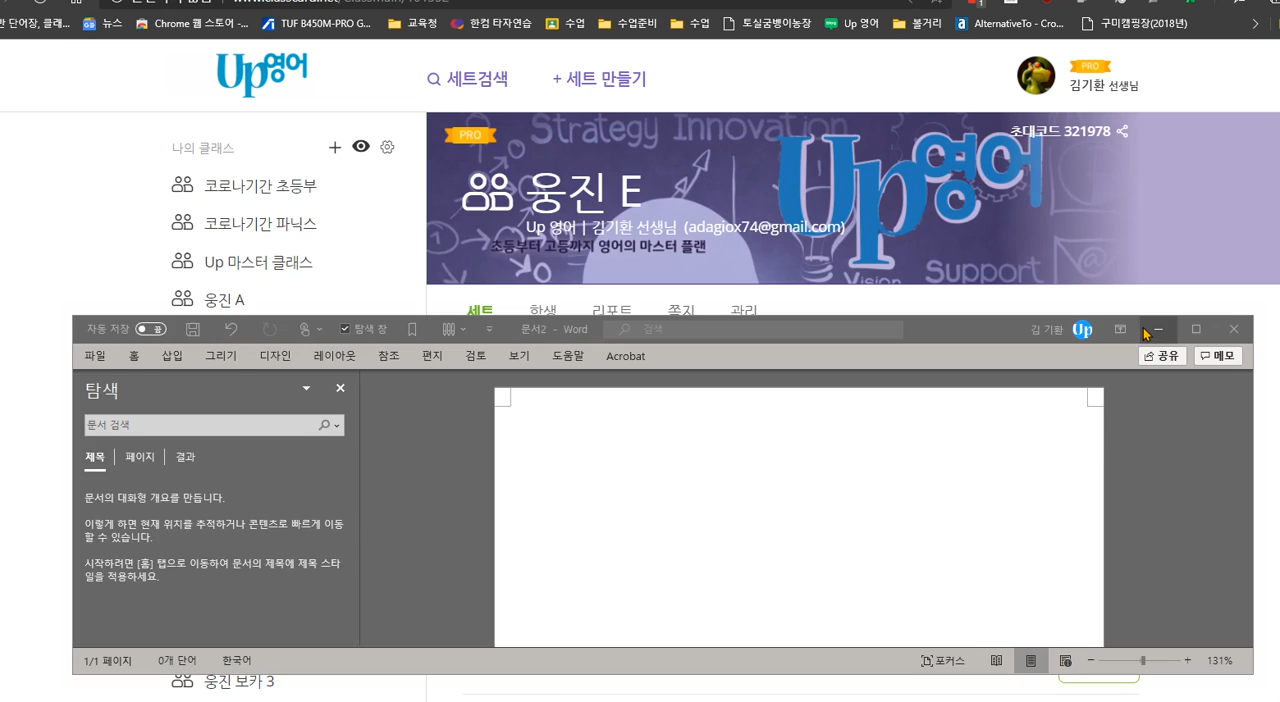 뉴스 Chrome 웹 스토어 -... TUF B450M-PRO G... 교육청 한컴 타자연습 수업 수업준비 수업 토실굼뱅이농장 Up 영어 볼거리 AlternativeTo - Cro... 구미캠핑장(2018년)
Up영어
세트검색
+ 세트 만들기
PRO
김기환 선생님
나의 클래스
코로나기간 초등부
코로나기간 파닉스
Up 마스터 클래스
웅진 A
PRO
Strategy Innovation
초대코드 321978
Up영어
웅진 E
Up 영어 | 김기환 선생님 (adagiox74@gmail.com)
초등부터 고등까지 영어의 마스터 플랜
Vision
Support
세트 학생 리포트 쪽지 관리
자동 저장 끔 탐색 창 문서2 - Word 검색 김 기환 Up
파일 홈 삽입 그리기 디자인 레이아웃 참조 편지 검토 보기 도움말 Acrobat 공유 메모
탐색
문서 검색
제목 페이지 결과
문서의 대화형 개요를 만듭니다.
이렇게 하면 현재 위치를 추적하거나 콘텐츠로 빠르게 이동
할 수 있습니다.
시작하려면 [홈] 탭으로 이동하여 문서의 제목에 제목 스타
일을 적용하세요.
1/1 페이지 0개 단어 한국어 포커스 131%
웅진 보카 3